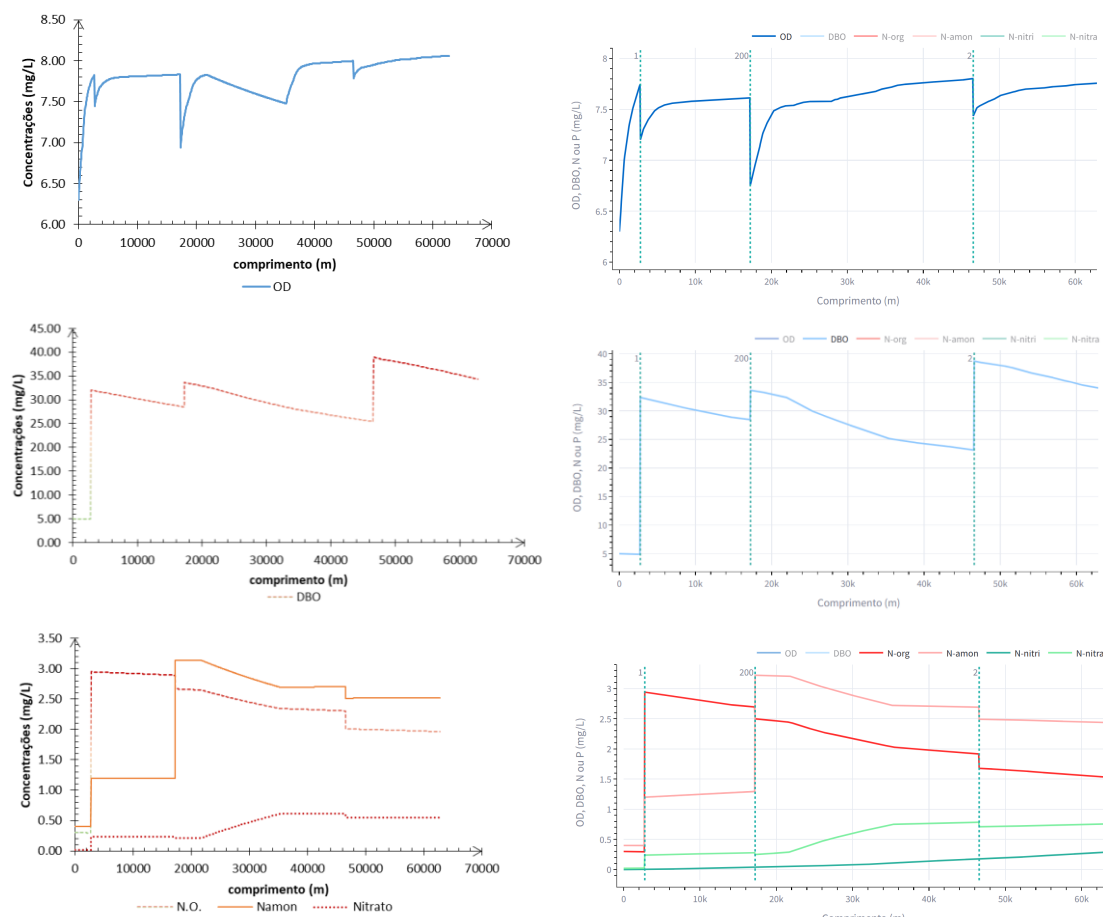 8.50
8.00
7.50
7.00
6.50
6.00
Concentrações (mg/L)
0 10000 20000 30000 40000 50000 60000 70000
comprimento (m)
OD
OD DBO N-org N-amon N-nitri N-nitra
1 200 2
8
7.5
7
6.5
6
OD, DBO, N ou P (mg/L)
0 10k 20k 30k 40k 50k 60k
Comprimento (m)
45.00
40.00
35.00
30.00
25.00
20.00
15.00
10.00
5.00
0.00
Concentrações (mg/L)
0 10000 20000 30000 40000 50000 60000 70000
comprimento (m)
DBO
OD DBO N-org N-amon N-nitri N-nitra
1 200 2
40
35
30
25
20
15
10
5
OD, DBO, N ou P (mg/L)
0 10k 20k 30k 40k 50k 60k
Comprimento (m)
3.50
3.00
2.50
2.00
1.50
1.00
0.50
0.00
Concentrações (mg/L)
0 10000 20000 30000 40000 50000 60000 70000
comprimento (m)
N.O. Namon Nitrato
OD DBO N-org N-amon N-nitri N-nitra
1 200 2
3
2.5
2
1.5
1
0.5
0
OD, DBO, N ou P (mg/L)
0 10k 20k 30k 40k 50k 60k